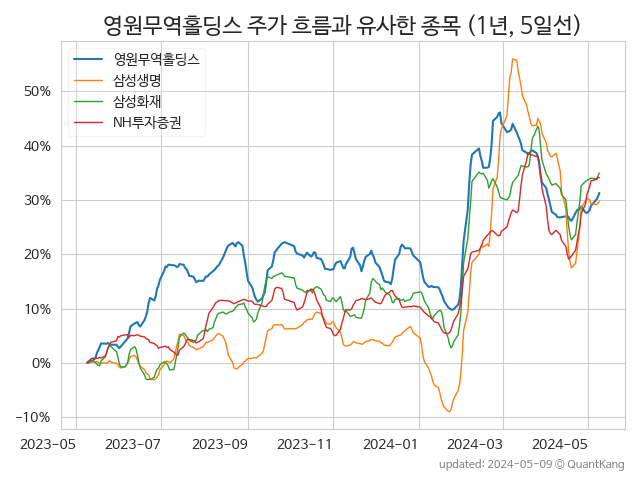 영원무역홀딩스 주가 흐름과 유사한 종목 (1년, 5일선)
영원무역홀딩스
삼성생명
삼성화재
NH투자증권
50%
40%
30%
20%
10%
0%
−10%
2023-05 2023-07 2023-09 2023-11 2024-01 2024-03 2024-05
updated: 2024-05-09 © QuantKang